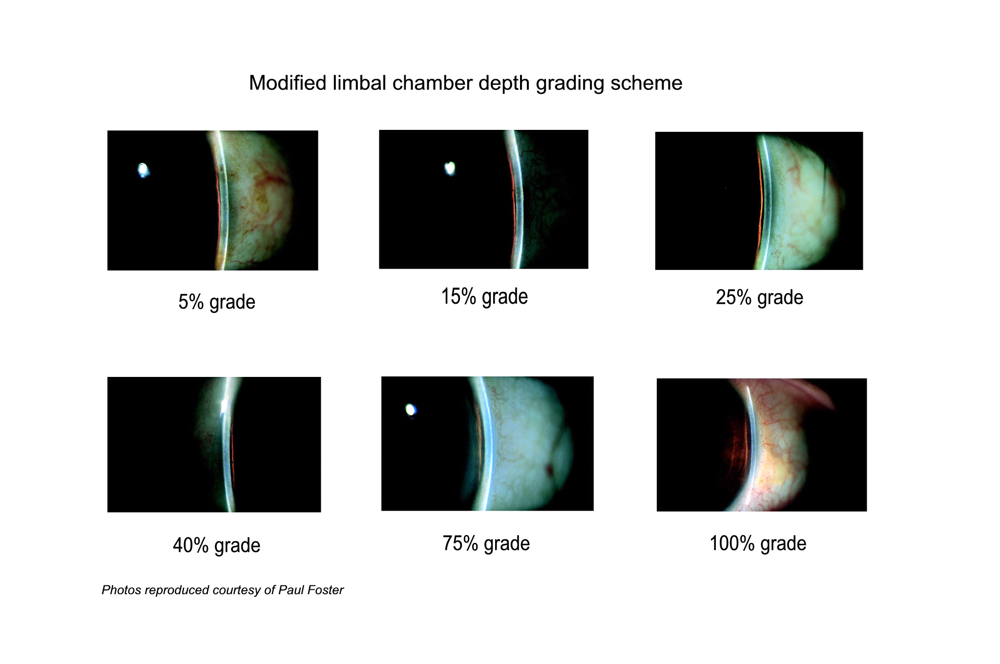 Modified limbal chamber depth grading scheme
5% grade
15% grade
25% grade
40% grade
75% grade
100% grade
Photos reproduced courtesy of Paul Foster